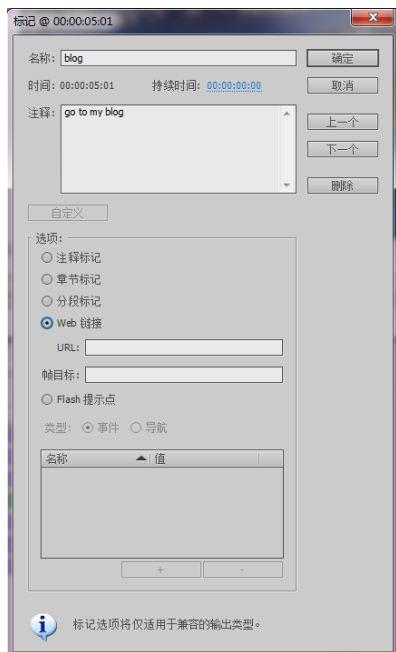 标记 @ 00:00:05:01
名称: blog
确定
时间: 00:00:05:01 持续时间: 00:00:00:00
取消
注释: go to my blog
上一个
下一个
删除
自定义
选项:
注释标记
章节标记
分段标记
Web 链接
URL:
帧目标:
Flash 提示点
类型: 事件 导航
名称 值
+ -
标记选项将仅适用于兼容的输出类型。